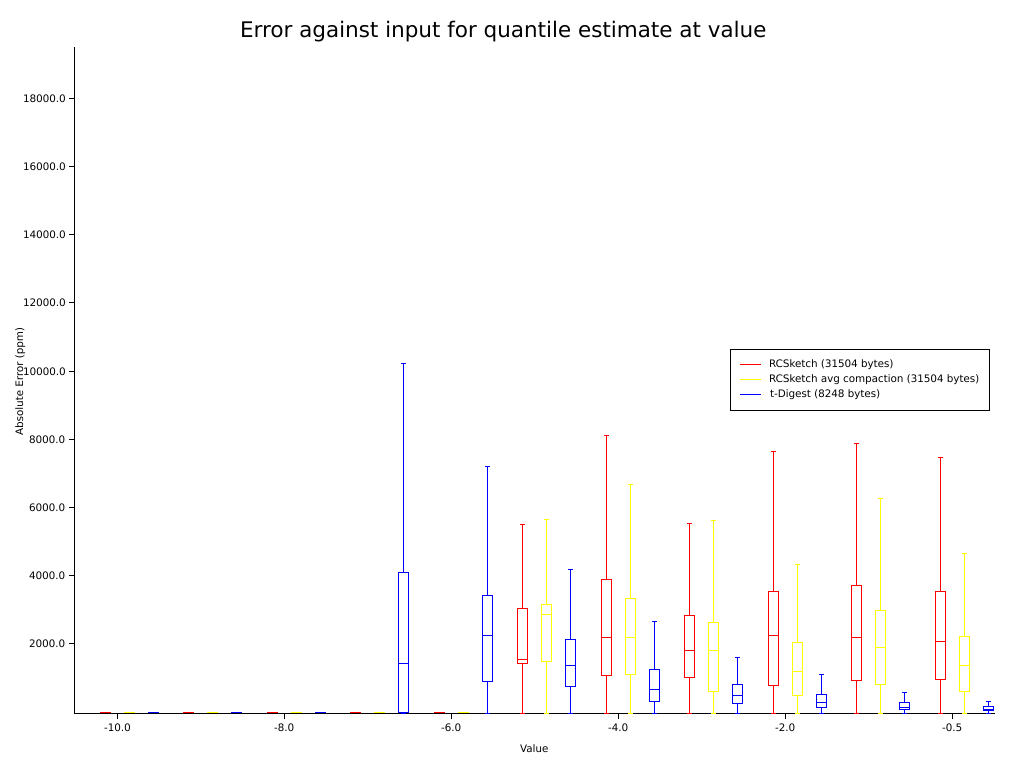 Error against input for quantile estimate at value
18000.0
16000.0
14000.0
12000.0
10000.0
8000.0
6000.0
4000.0
2000.0
Absolute Error (ppm)
RCSketch (31504 bytes)
RCSketch avg compaction (31504 bytes)
t-Digest (8248 bytes)
-10.0 -8.0 -6.0 -4.0 -2.0 -0.5
Value